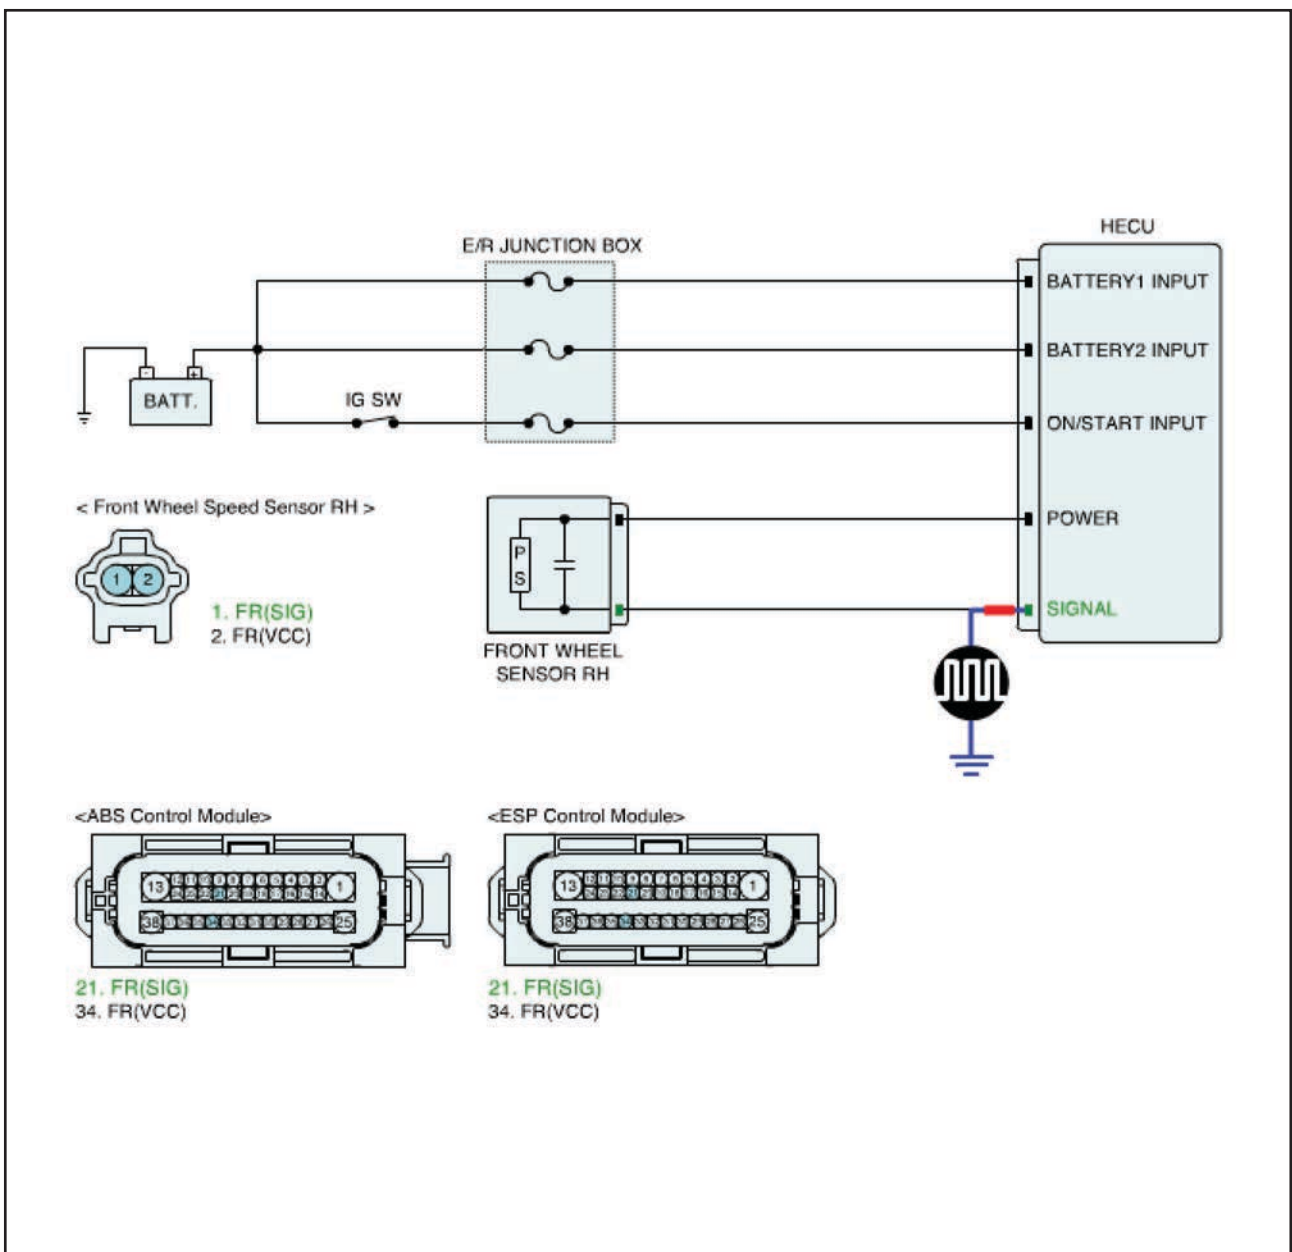 HECU
E/R JUNCTION BOX
BATTERY1 INPUT
BATTERY2 INPUT
- +
BATT.
IG SW
ON/START INPUT
< Front Wheel Speed Sensor RH >
POWER
P
S
1 2
1. FR(SIG)
2. FR(VCC)
SIGNAL
FRONT WHEEL
SENSOR RH
<ABS Control Module>
13 1
38 25
21. FR(SIG)
34. FR(VCC)
<ESP Control Module>
13 1
38 25
21. FR(SIG)
34. FR(VCC)